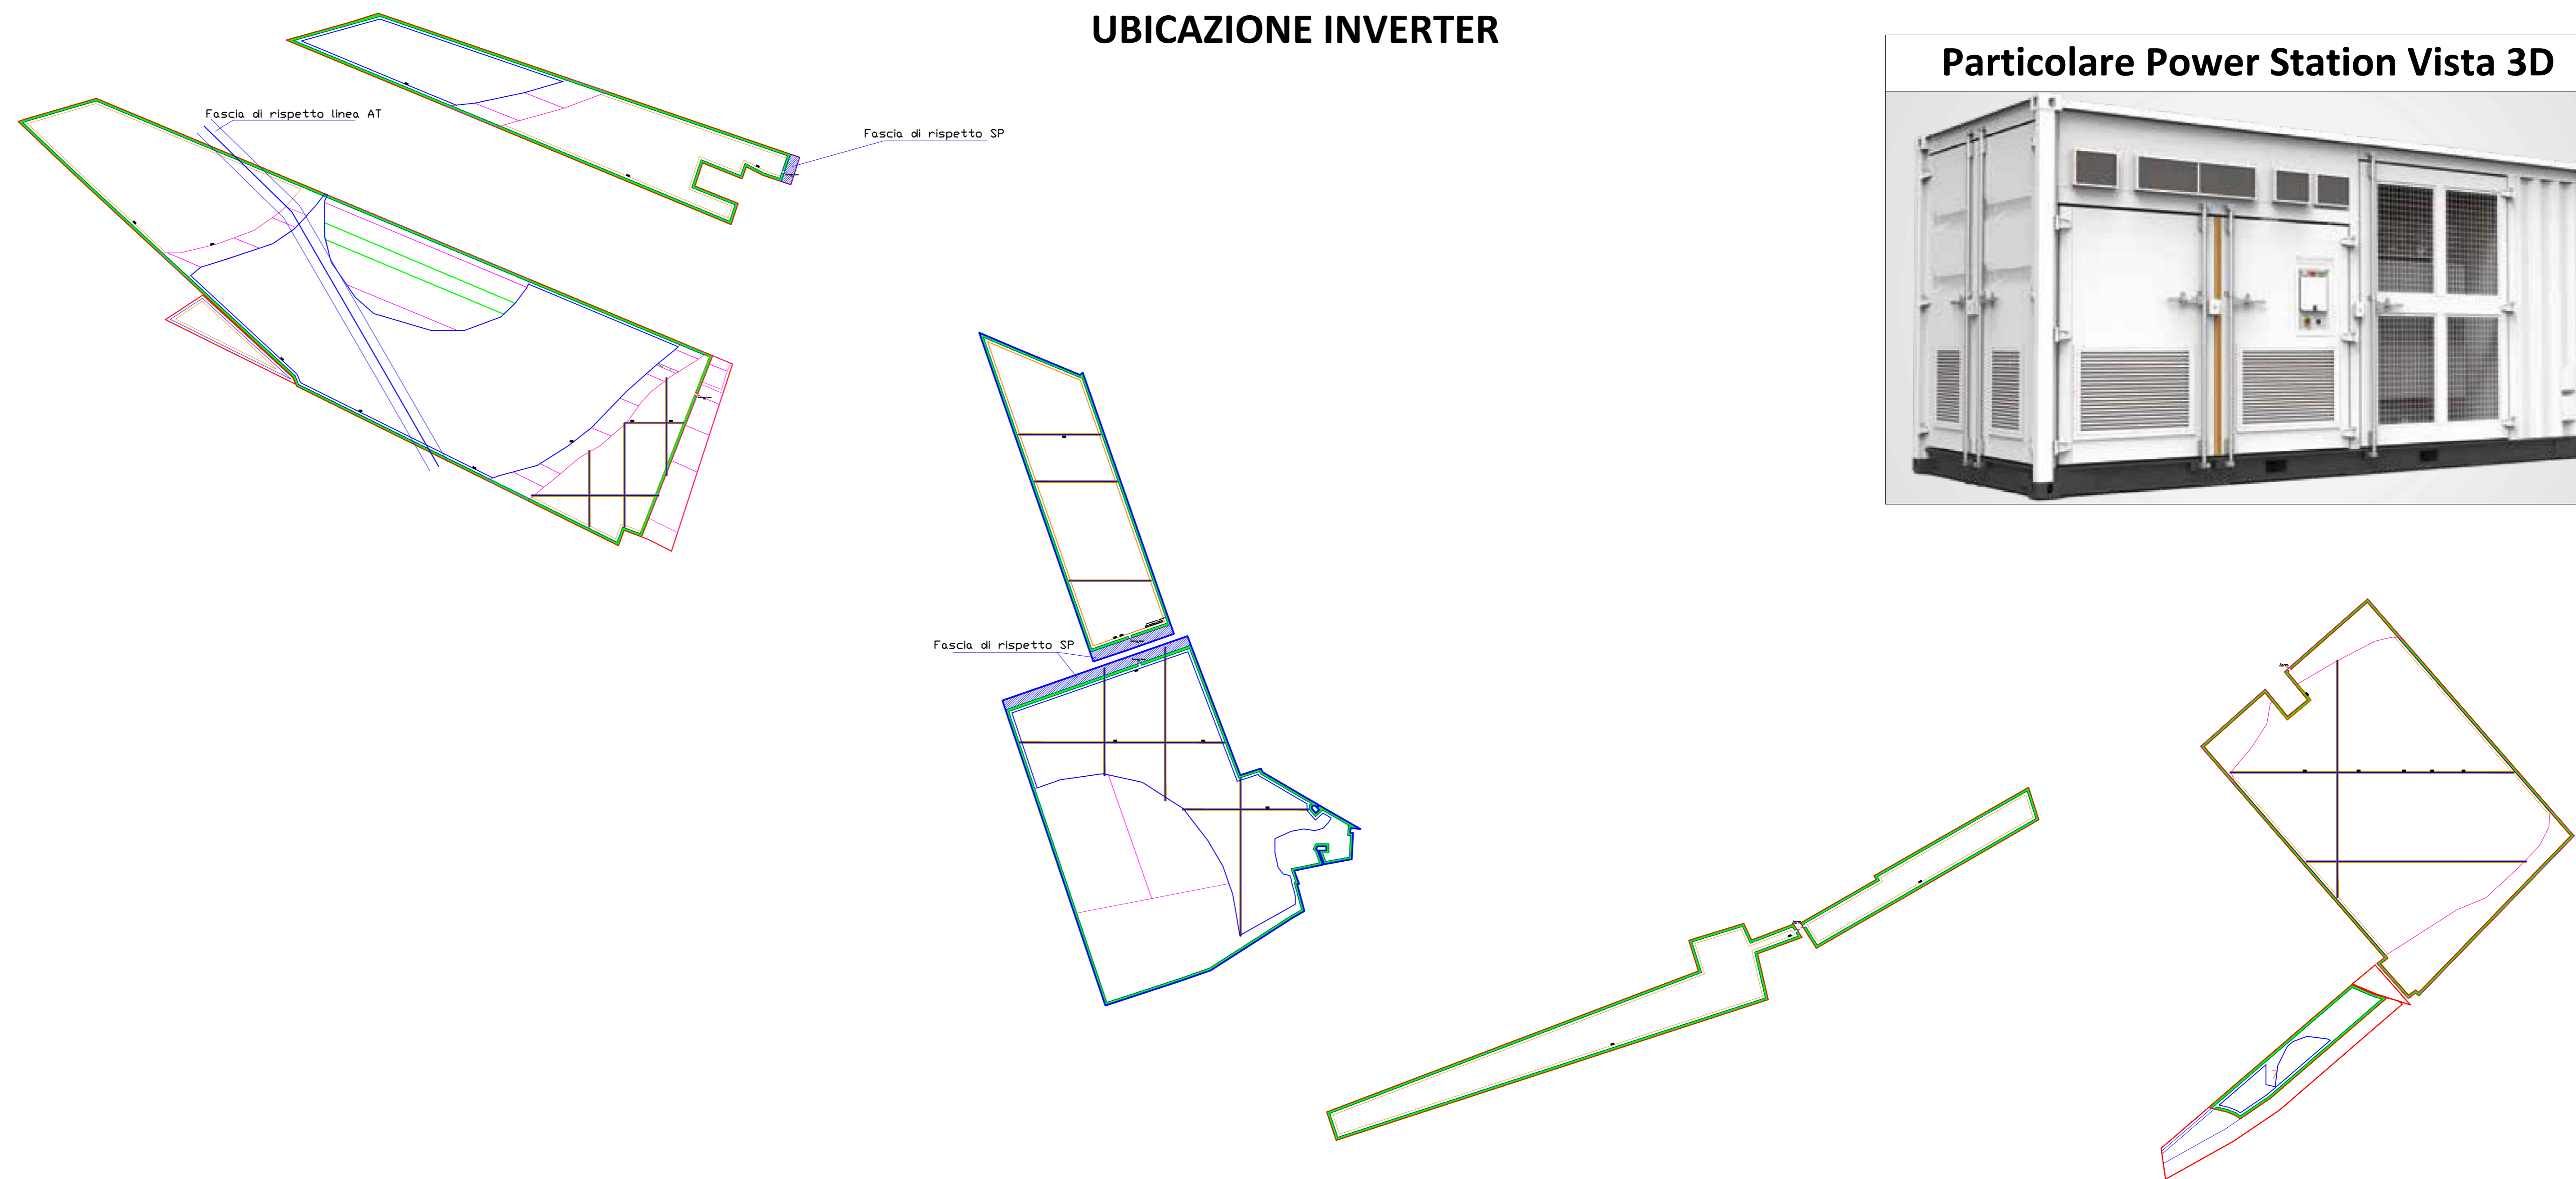 UBICAZIONE INVERTER
Particolare Power Station Vista 3D
Fascia di rispetto linea AT
Fascia di rispetto SP
Fascia di rispetto SP
7